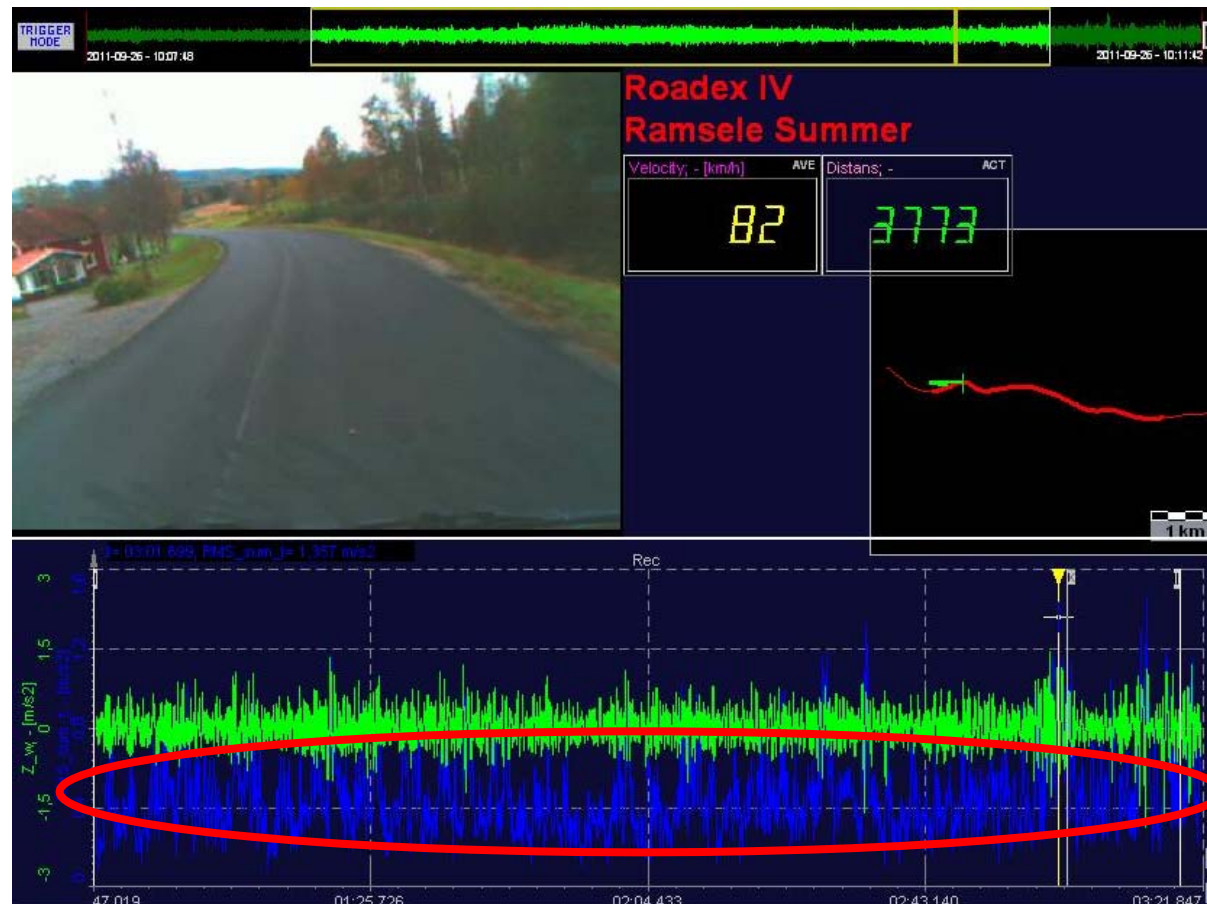 TRIGGER
MODE
2011-09-26 - 10:07:48
2011-09-26 - 10:11:42
Roadex IV
Ramsele Summer
Velocity; - [km/h] AVE
82
Distans; - ACT
3773
1 km
Rec
3
1,5
0
-1,5
-3
Z_w; - [m/s2]
47.019
01:25.726
02:04.433
02:43.140
03:21.847